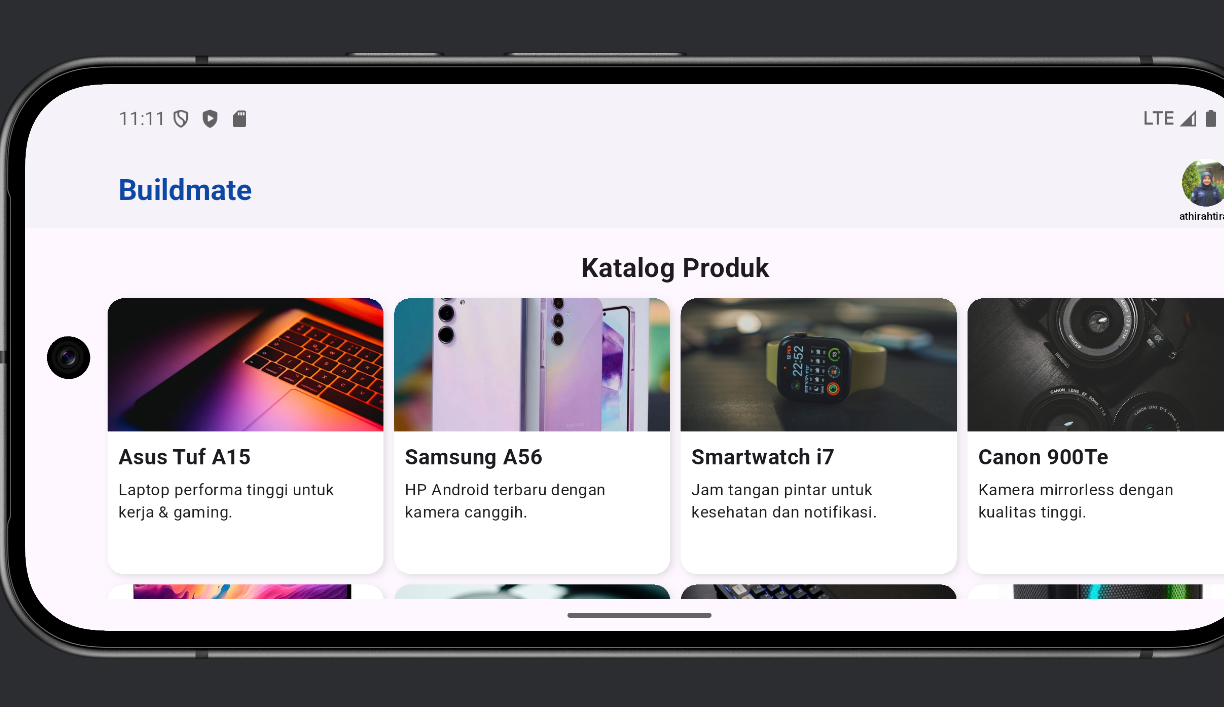 11:11
LTE
Buildmate
athirahtira
Katalog Produk
22:52
Asus Tuf A15
Samsung A56
Smartwatch i7
Canon 900Te
Laptop performa tinggi untuk
kerja & gaming.
HP Android terbaru dengan
kamera canggih.
Jam tangan pintar untuk
kesehatan dan notifikasi.
Kamera mirrorless dengan
kualitas tinggi.